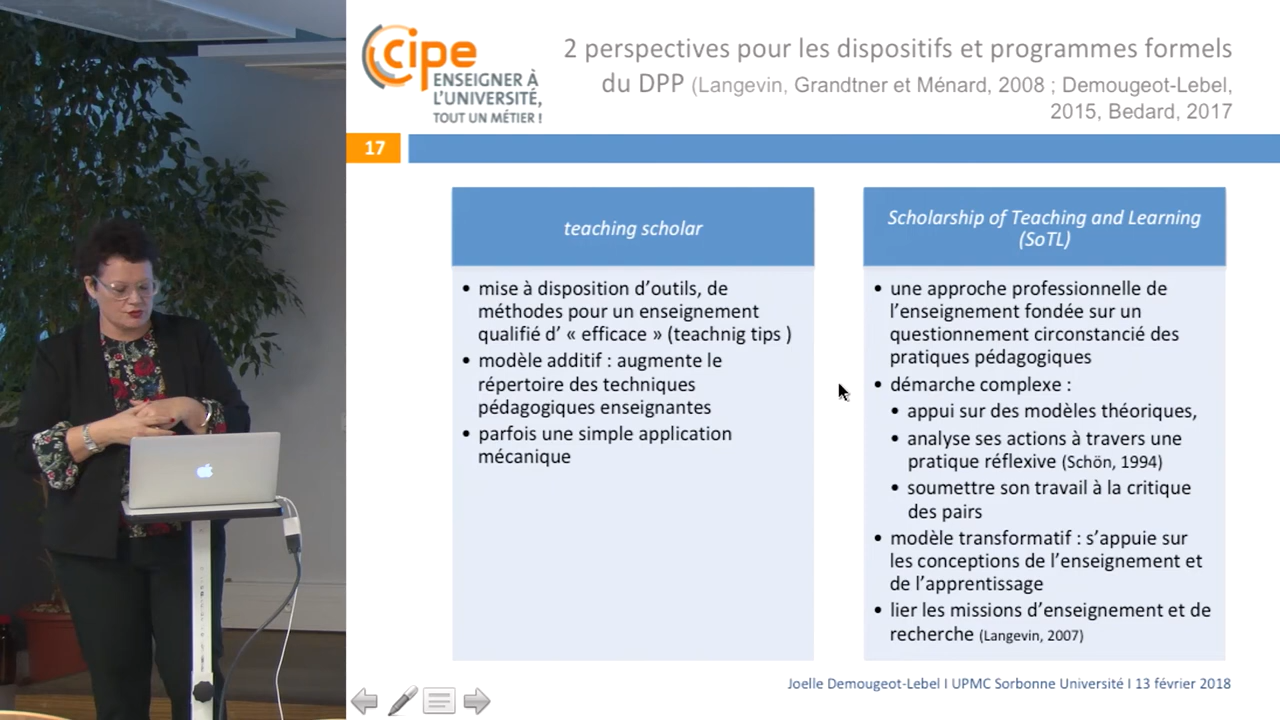 cipe
ENSEIGNER À
L'UNIVERSITÉ,
TOUT UN MÉTIER !
2 perspectives pour les dispositifs et programmes formels
du DPP (Langevin, Grandtner et Ménard, 2008 ; Demougeot-Lebel,
2015, Bedard, 2017
17
teaching scholar
• mise à disposition d'outils, de
méthodes pour un enseignement
qualifié d' « efficace » (teachnig tips )
• modèle additif : augmente le
répertoire des techniques
pédagogiques enseignantes
• parfois une simple application
mécanique
Scholarship of Teaching and Learning
(SoTL)
• une approche professionnelle de
l'enseignement fondée sur un
questionnement circonstancié des
pratiques pédagogiques
• démarche complexe :
• appui sur des modèles théoriques,
• analyse ses actions à travers une
pratique réflexive (Schön, 1994)
• soumettre son travail à la critique
des pairs
• modèle transformatif : s'appuie sur
les conceptions de l'enseignement et
de l'apprentissage
• lier les missions d'enseignement et de
recherche (Langevin, 2007)
Joelle Demougeot-Lebel I UPMC Sorbonne Université I 13 février 2018